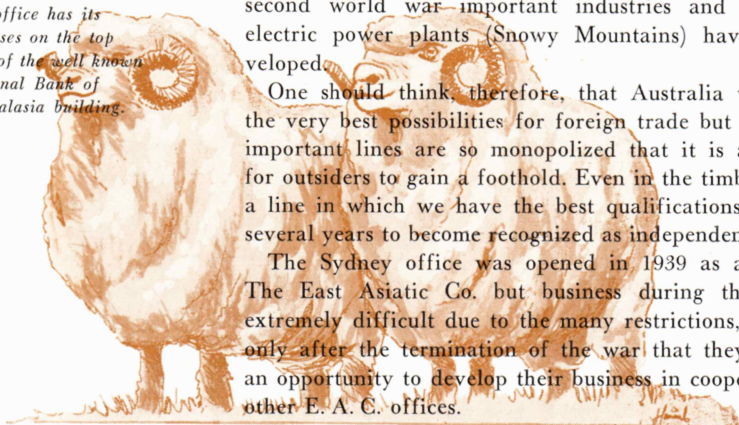 office has its
ses on the top
of the well known
nal Bank of
alasia building.
second world war important industries and
electric power plants (Snowy Mountains) hav
veloped.
One should think, therefore, that Australia
the very best possibilities for foreign trade but
important lines are so monopolized that it is a
for outsiders to gain a foothold. Even in the timb
a line in which we have the best qualifications
several years to become recognized as independen
The Sydney office was opened in 1939 as a
The East Asiatic Co. but business during th
extremely difficult due to the many restrictions,
only after the termination of the war that they
an opportunity to develop their business in coope
other E. A. C. offices.